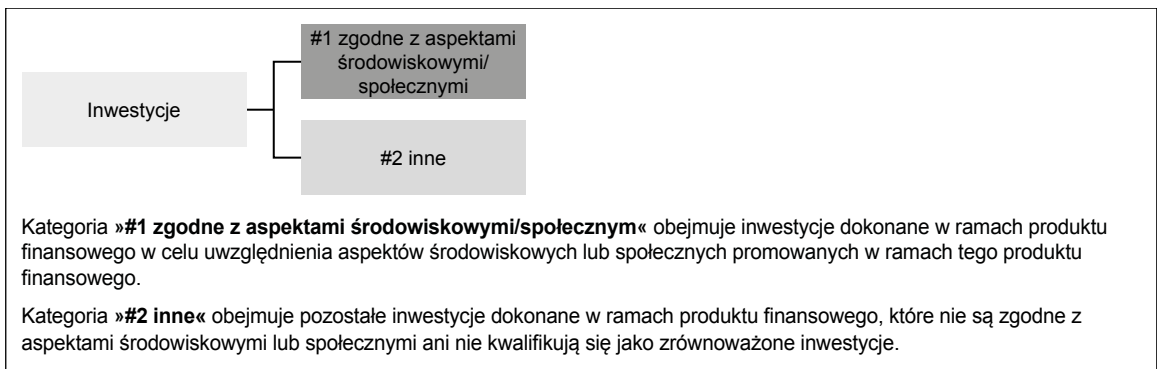 #1 zgodne z aspektami
środowiskowymi/
społecznymi
Inwestycje
#2 inne
Kategoria »#1 zgodne z aspektami środowiskowymi/społecznym« obejmuje inwestycje dokonane w ramach produktu
finansowego w celu uwzględnienia aspektów środowiskowych lub społecznych promowanych w ramach tego produktu
finansowego.
Kategoria »#2 inne« obejmuje pozostałe inwestycje dokonane w ramach produktu finansowego, które nie są zgodne z
aspektami środowiskowymi lub społecznymi ani nie kwalifikują się jako zrównoważone inwestycje.